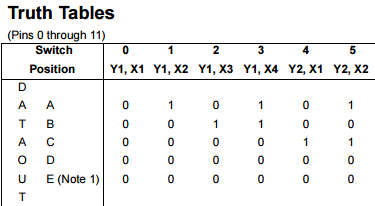 Truth Tables
(Pins 0 through 11)
Switch 0 1 2 3 4 5
Position Y1, X1 Y1, X2 Y1, X3 Y1, X4 Y2, X1 Y2, X2
D
A A 0 1 0 1 0 1
T B 0 0 1 1 0 0
A C 0 0 0 0 1 1
O D 0 0 0 0 0 0
U E (Note 1) 0 0 0 0 0 0
T